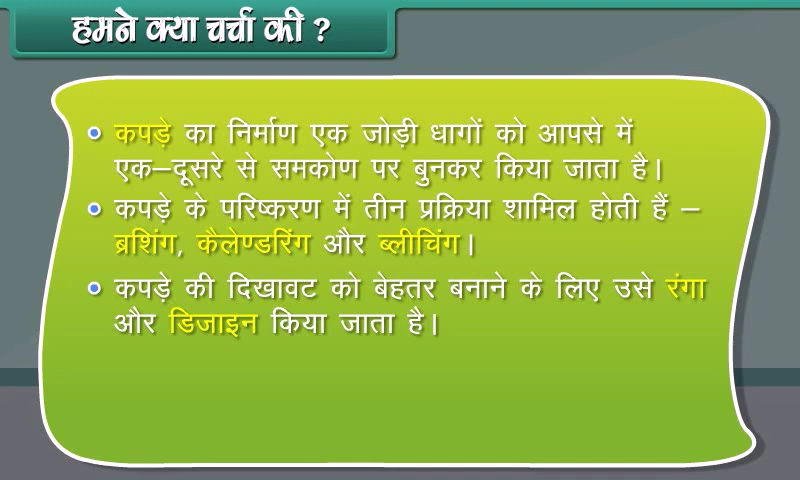 हमने क्या चर्चा की ?
• कपड़े का निर्माण एक जोड़ी धागों को आपसे में
एक–दूसरे से समकोण पर बुनकर किया जाता है।
• कपड़े के परिष्करण में तीन प्रक्रिया शामिल होती हैं –
ब्रशिंग, कैलेण्डरिंग और ब्लीचिंग।
• कपड़े की दिखावट को बेहतर बनाने के लिए उसे रंगा
और डिजाइन किया जाता है।